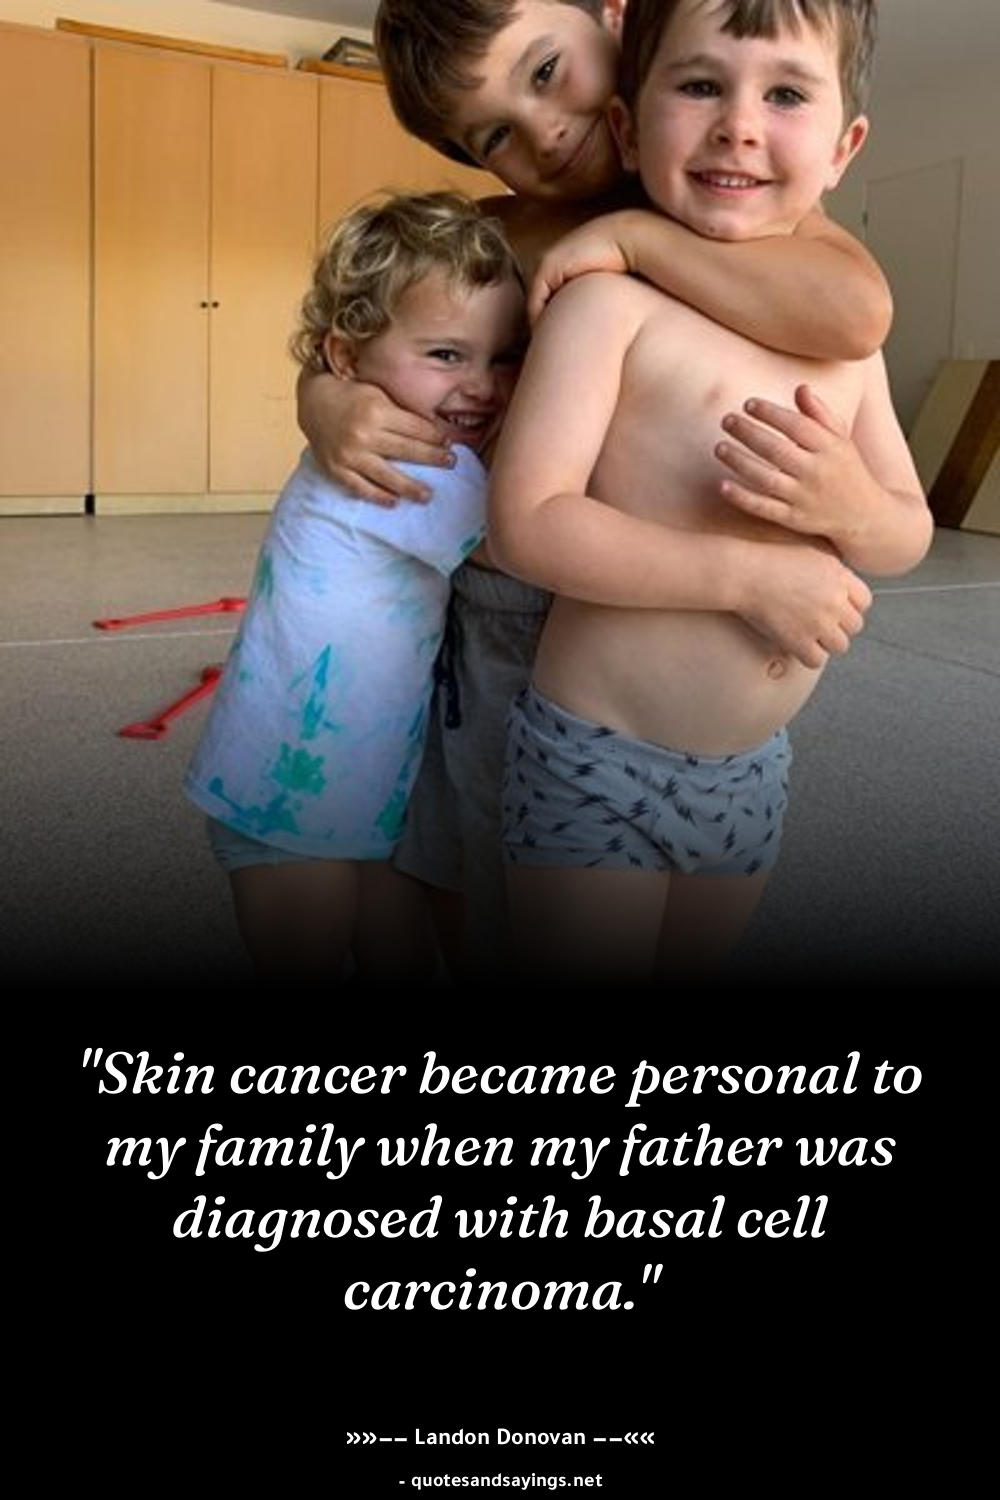 "Skin cancer became personal to
my family when my father was
diagnosed with basal cell
carcinoma."
»»−− Landon Donovan −−««
- quotesandsayings.net